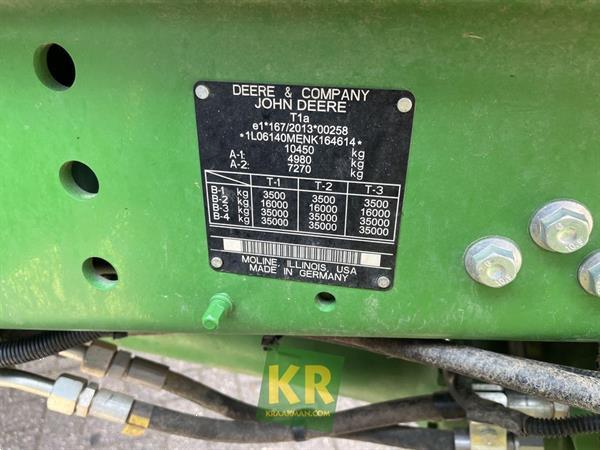 DEERE & COMPANY
JOHN DEERE
T1a
e1*167/2013*00258
*1L06140MENK164614*
10450 kg
A-1: 4980 kg
A-2: 7270 kg
T-1 T-2 T-3
B-1 kg 3500 3500 3500
B-2 kg 16000 16000 16000
B-3 kg 35000 35000 35000
B-4 kg 35000 35000 35000
MOLINE, ILLINOIS, USA
MADE IN GERMANY
KR
KRAAKMAN.COM